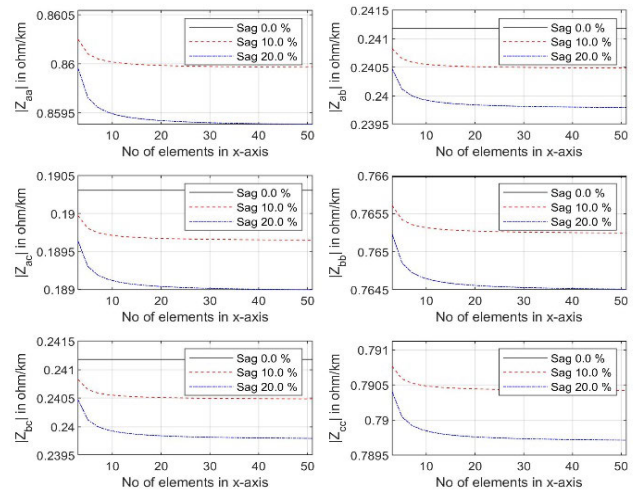 0.8605
0.86
0.8595
|Z_aa| in ohm/km
Sag 0.0 %
Sag 10.0 %
Sag 20.0 %
10 20 30 40 50
No of elements in x-axis
0.2415
0.241
0.2405
0.24
0.2395
|Z_ab| in ohm/km
Sag 0.0 %
Sag 10.0 %
Sag 20.0 %
10 20 30 40 50
No of elements in x-axis
0.1905
0.19
0.1895
0.189
|Z_ac| in ohm/km
Sag 0.0 %
Sag 10.0 %
Sag 20.0 %
10 20 30 40 50
No of elements in x-axis
0.766
0.7655
0.765
0.7645
|Z_bb| in ohm/km
Sag 0.0 %
Sag 10.0 %
Sag 20.0 %
10 20 30 40 50
No of elements in x-axis
0.2415
0.241
0.2405
0.24
0.2395
|Z_bc| in ohm/km
Sag 0.0 %
Sag 10.0 %
Sag 20.0 %
10 20 30 40 50
No of elements in x-axis
0.791
0.7905
0.79
0.7895
|Z_cc| in ohm/km
Sag 0.0 %
Sag 10.0 %
Sag 20.0 %
10 20 30 40 50
No of elements in x-axis